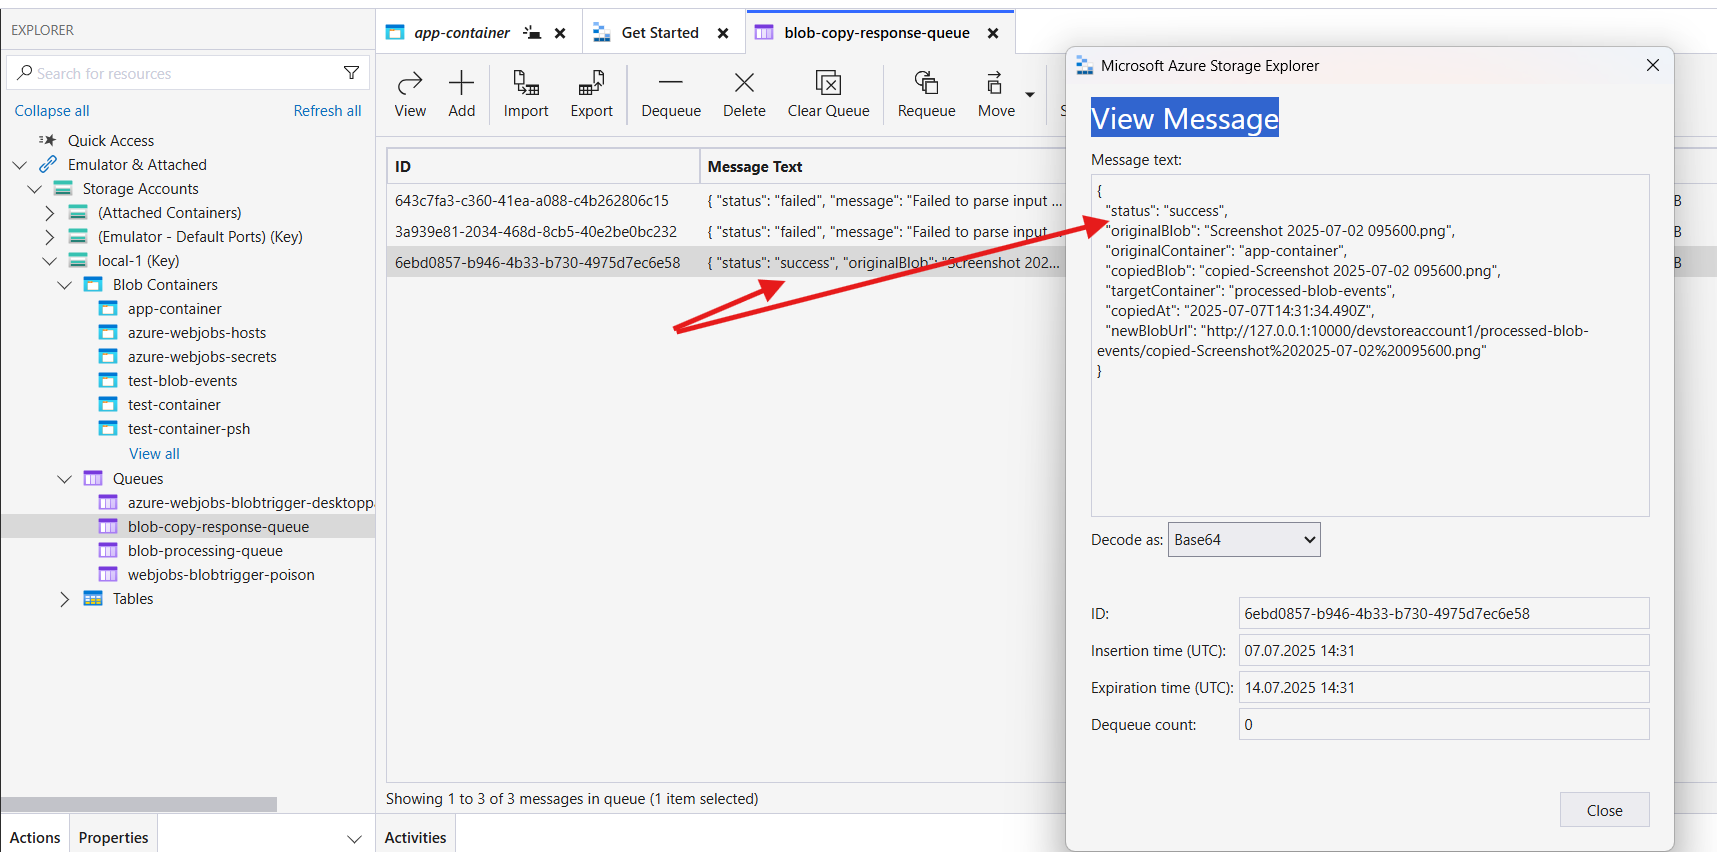 EXPLORER
Search for resources
Collapse all
Refresh all
Quick Access
Emulator & Attached
Storage Accounts
(Attached Containers)
(Emulator - Default Ports) (Key)
local-1 (Key)
Blob Containers
app-container
azure-webjobs-hosts
azure-webjobs-secrets
test-blob-events
test-container
test-container-psh
View all
Queues
azure-webjobs-blobtrigger-desktopp
blob-copy-response-queue
blob-processing-queue
webjobs-blobtrigger-poison
Tables
Actions
Properties
app-container
Get Started
blob-copy-response-queue
View
Add
Import
Export
Dequeue
Delete
Clear Queue
Requeue
Move
S
ID
Message Text
643c7fa3-c360-41ea-a088-c4b262806c15
{ "status": "failed", "message": "Failed to parse input ...
B
3a939e81-2034-468d-8cb5-40e2be0bc232
{ "status": "failed", "message": "Failed to parse input ...
B
6ebd0857-b946-4b33-b730-4975d7ec6e58
{ "status": "success", "originalBlob": "Screenshot 202...
B
Showing 1 to 3 of 3 messages in queue (1 item selected)
Activities
Microsoft Azure Storage Explorer
View Message
Message text:
{
"status": "success",
"originalBlob": "Screenshot 2025-07-02 095600.png",
"originalContainer": "app-container",
"copiedBlob": "copied-Screenshot 2025-07-02 095600.png",
"targetContainer": "processed-blob-events",
"copiedAt": "2025-07-07T14:31:34.490Z",
"newBlobUrl": "http://127.0.0.1:10000/devstoreaccount1/processed-blob-
events/copied-Screenshot%202025-07-02%20095600.png"
}
Decode as:
Base64
ID:
6ebd0857-b946-4b33-b730-4975d7ec6e58
Insertion time (UTC):
07.07.2025 14:31
Expiration time (UTC):
14.07.2025 14:31
Dequeue count:
0
Close